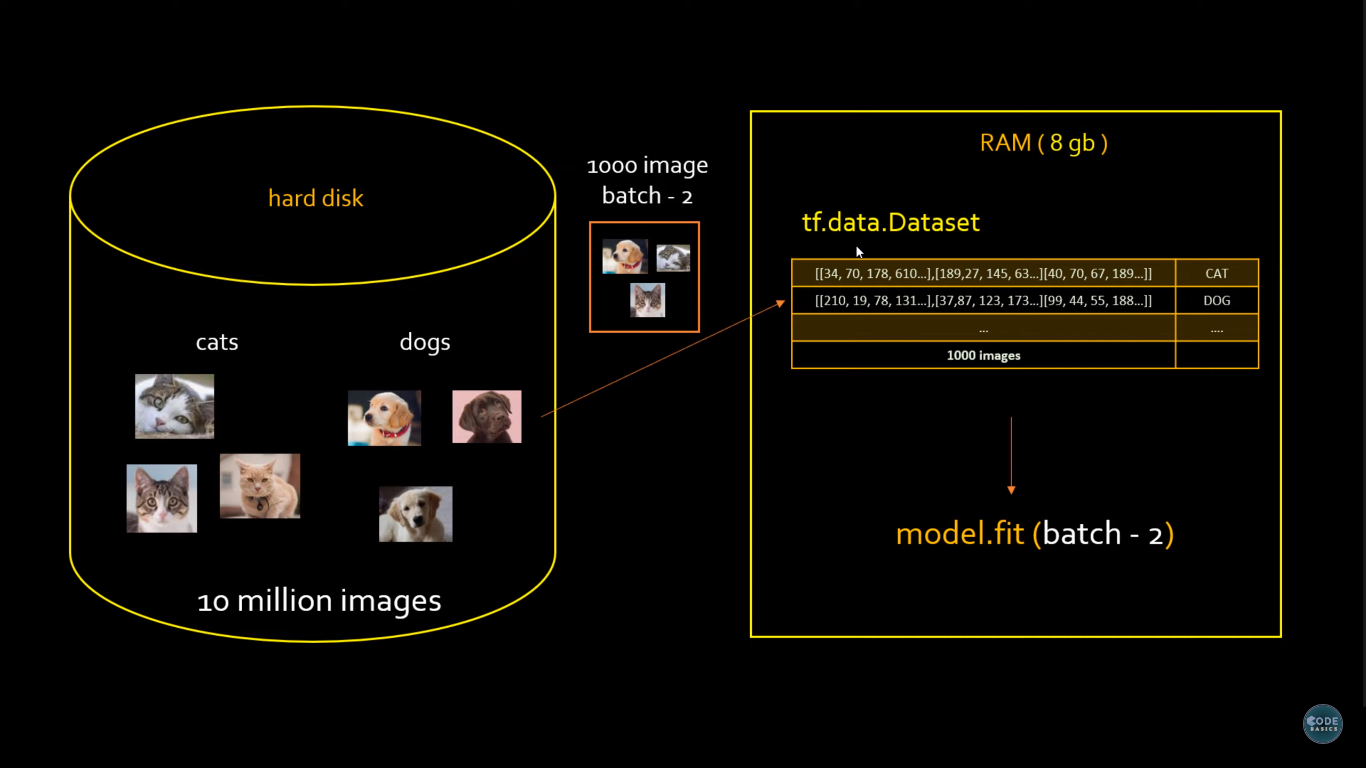 hard disk
cats
dogs
10 million images
1000 image
batch - 2
RAM ( 8 gb )
tf.data.Dataset
[[34, 70, 178, 610...],[189,27, 145, 63...][40, 70, 67, 189...]] CAT
[[210, 19, 78, 131...],[37,87, 123, 173...][99, 44, 55, 188...]] DOG
... ....
1000 images
model.fit (batch - 2)
CODE
BASICS